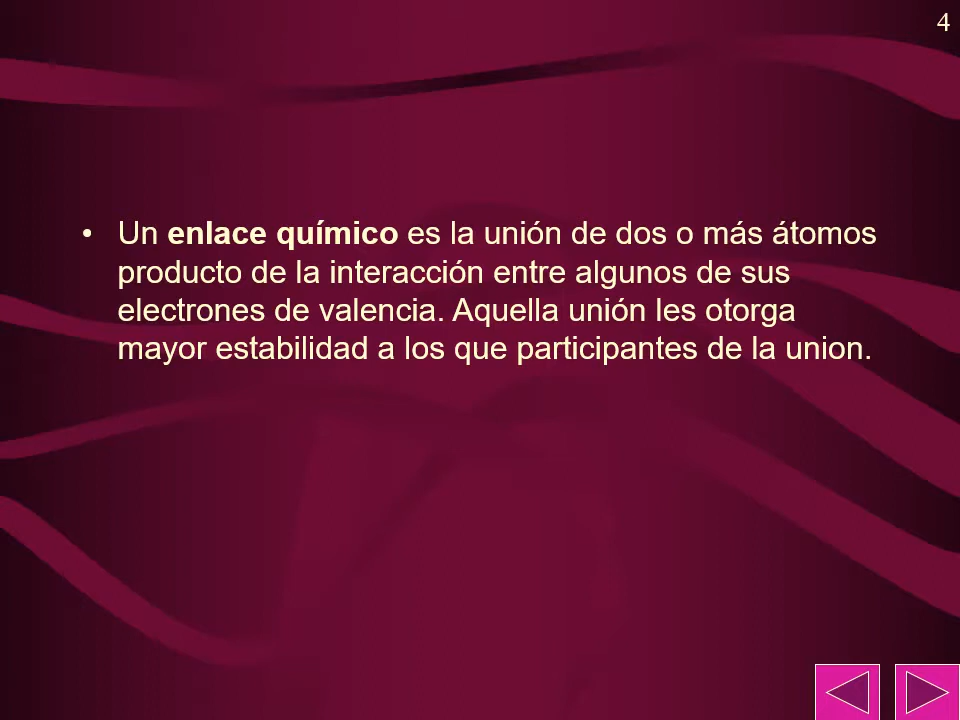 4
• Un enlace químico es la unión de dos o más átomos
producto de la interacción entre algunos de sus
electrones de valencia. Aquella unión les otorga
mayor estabilidad a los que participantes de la union.